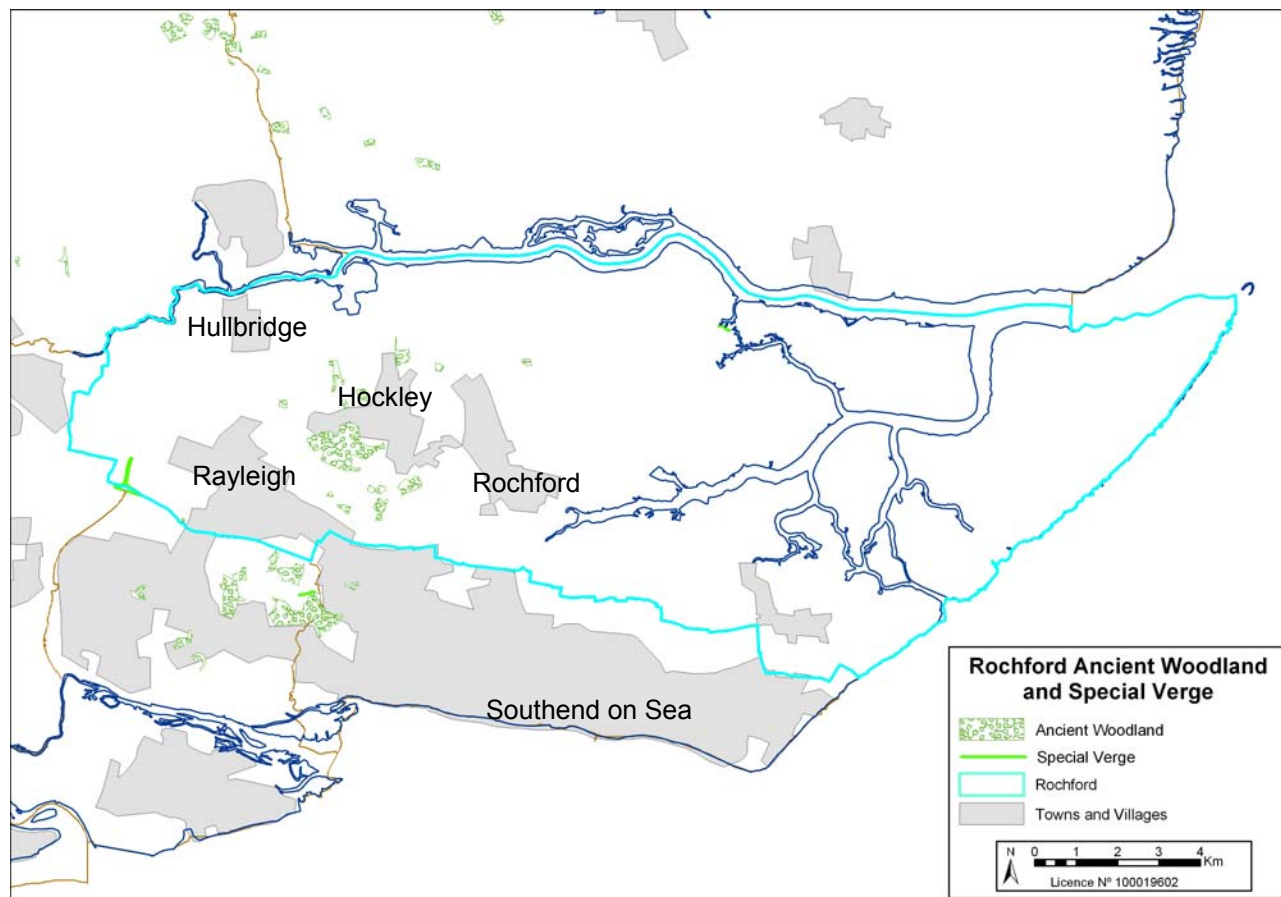 Hullbridge
Hockley
Rayleigh
Rochford
Southend on Sea
Rochford Ancient Woodland
and Special Verge
Ancient Woodland
Special Verge
Rochford
Towns and Villages
N
0 1 2 3 4
Km
Licence Nº 100019602